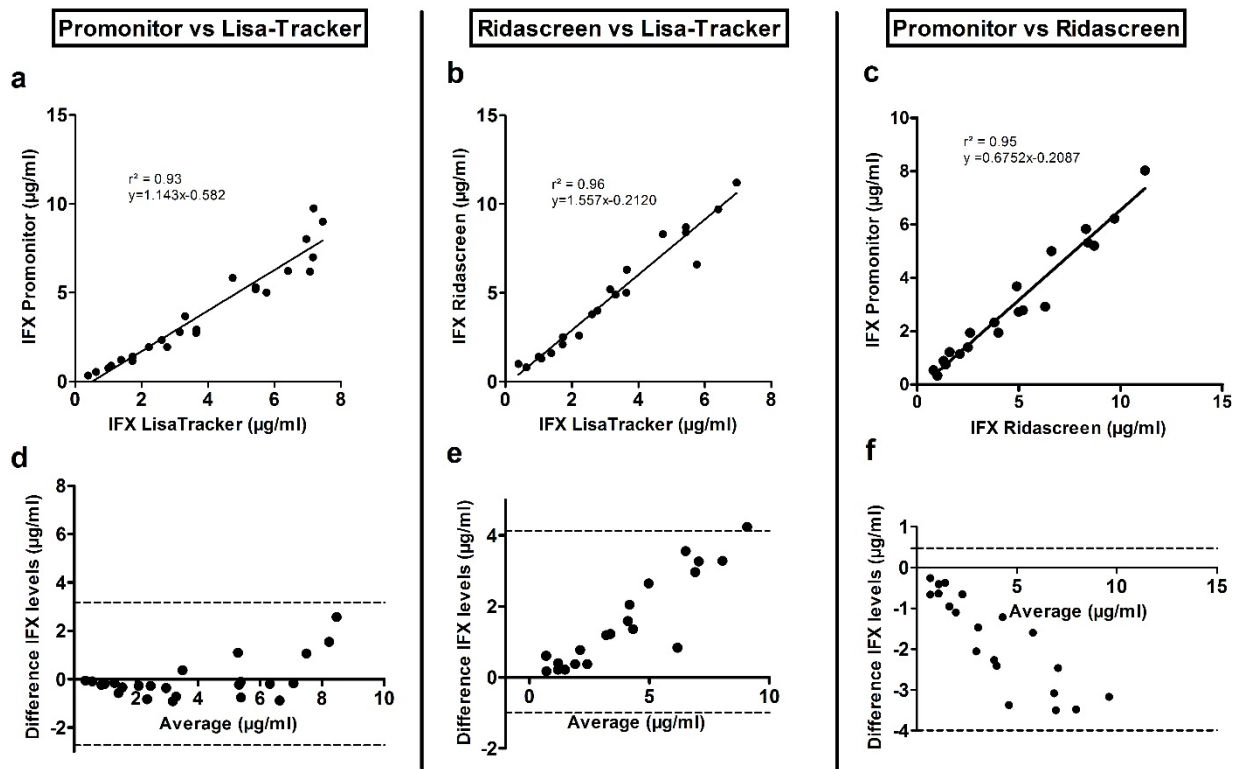 Promonitor vs Lisa-Tracker
Ridascreen vs Lisa-Tracker
Promonitor vs Ridascreen
a
15
10
5
0
IFX Promonitor (µg/ml)
r² = 0.93
y=1.143x-0.582
0 2 4 6 8
IFX LisaTracker (µg/ml)
b
15
10
5
0
IFX Ridascreen (µg/ml)
r² = 0.96
y=1.557x-0.2120
0 2 4 6 8
IFX LisaTracker (µg/ml)
c
10
8
6
4
2
0
IFX Promonitor (µg/ml)
r² = 0.95
y =0.6752x-0.2087
0 5 10 15
IFX Ridascreen (µg/ml)
d
8
6
4
2
0
-2
Difference IFX levels (µg/ml)
2 4 6 8 10
Average (µg/ml)
e
4
2
0
-2
Difference IFX levels (µg/ml)
0 5 10
Average (µg/ml)
f
1
0
-1
-2
-3
-4
Difference IFX levels (µg/ml)
5 10 15
Average (µg/ml)